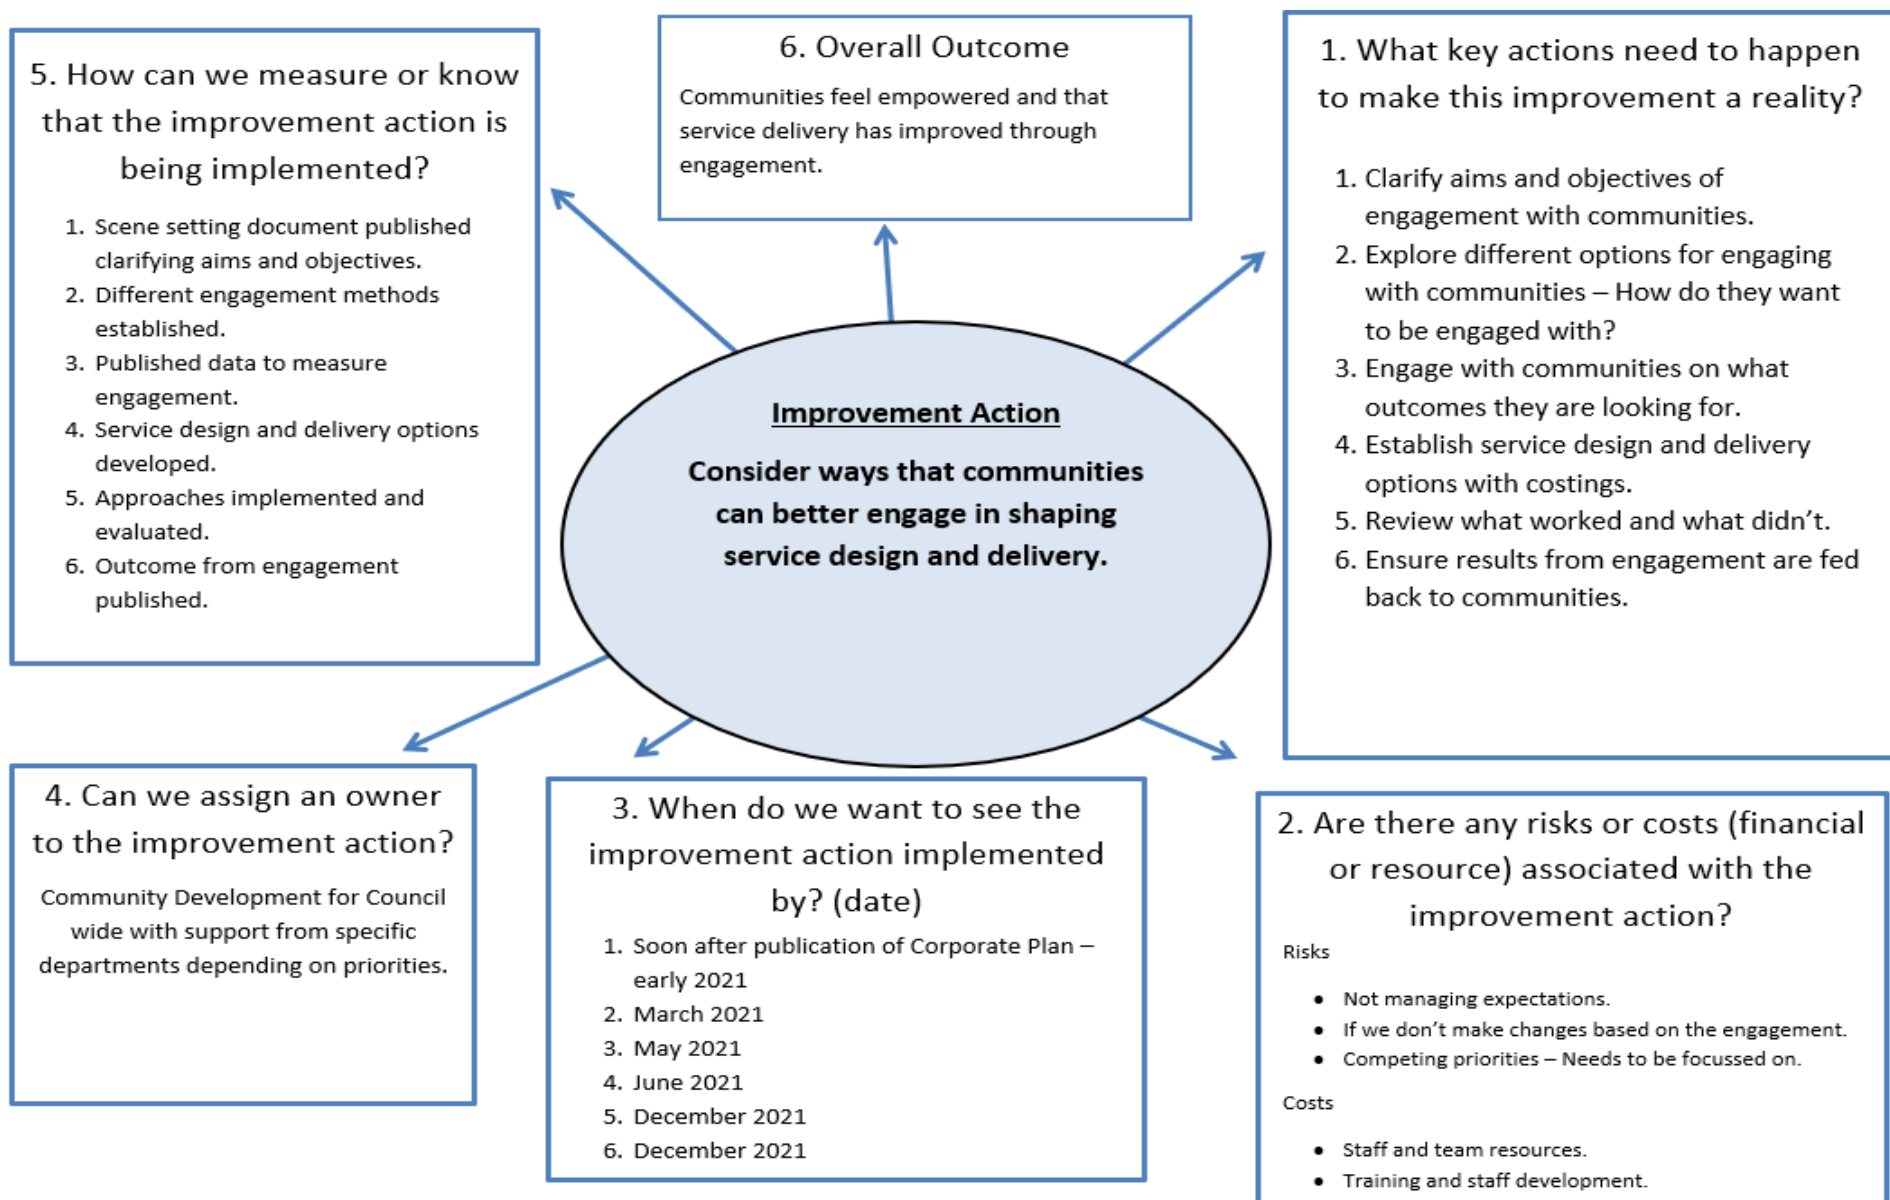 5. How can we measure or know
that the improvement action is
being implemented?
1. Scene setting document published
clarifying aims and objectives.
2. Different engagement methods
established.
3. Published data to measure
engagement.
4. Service design and delivery options
developed.
5. Approaches implemented and
evaluated.
6. Outcome from engagement
published.
6. Overall Outcome
Communities feel empowered and that
service delivery has improved through
engagement.
1. What key actions need to happen
to make this improvement a reality?
1. Clarify aims and objectives of
engagement with communities.
2. Explore different options for engaging
with communities – How do they want
to be engaged with?
3. Engage with communities on what
outcomes they are looking for.
4. Establish service design and delivery
options with costings.
5. Review what worked and what didn’t.
6. Ensure results from engagement are fed
back to communities.
Improvement Action
Consider ways that communities
can better engage in shaping
service design and delivery.
4. Can we assign an owner
to the improvement action?
Community Development for Council
wide with support from specific
departments depending on priorities.
3. When do we want to see the
improvement action implemented
by? (date)
1. Soon after publication of Corporate Plan –
early 2021
2. March 2021
3. May 2021
4. June 2021
5. December 2021
6. December 2021
2. Are there any risks or costs (financial
or resource) associated with the
improvement action?
Risks
• Not managing expectations.
• If we don’t make changes based on the engagement.
• Competing priorities – Needs to be focussed on.
Costs
• Staff and team resources.
• Training and staff development.